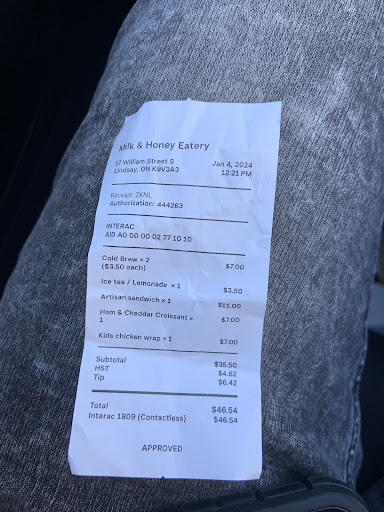 Milk & Honey Eatery
17 William Street S Jan 4, 2024
Lindsay, ON K9V3A3 12:21 PM
Receipt: ZKNL
Authorization: 444263
INTERAC
AID A0 00 00 02 77 10 10
Cold Brew × 2 $7.00
($3.50 each)
Ice tea / Lemonade × 1 $3.50
Artisan sandwich × 1 $11.00
Ham & Cheddar Croissant × $7.00
1
Kids chicken wrap × 1 $7.00
Subtotal $35.50
HST $4.62
Tip $6.42
Total $46.54
Interac 1809 (Contactless) $46.54
APPROVED